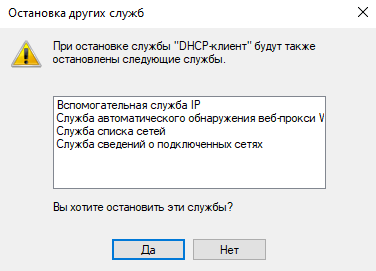 Остановка других служб
При остановке службы "DHCP-клиент" будут также
остановлены следующие службы.
Вспомогательная служба IP
Служба автоматического обнаружения веб-прокси W
Служба списка сетей
Служба сведений о подключенных сетях
Вы хотите остановить эти службы?
Да
Нет